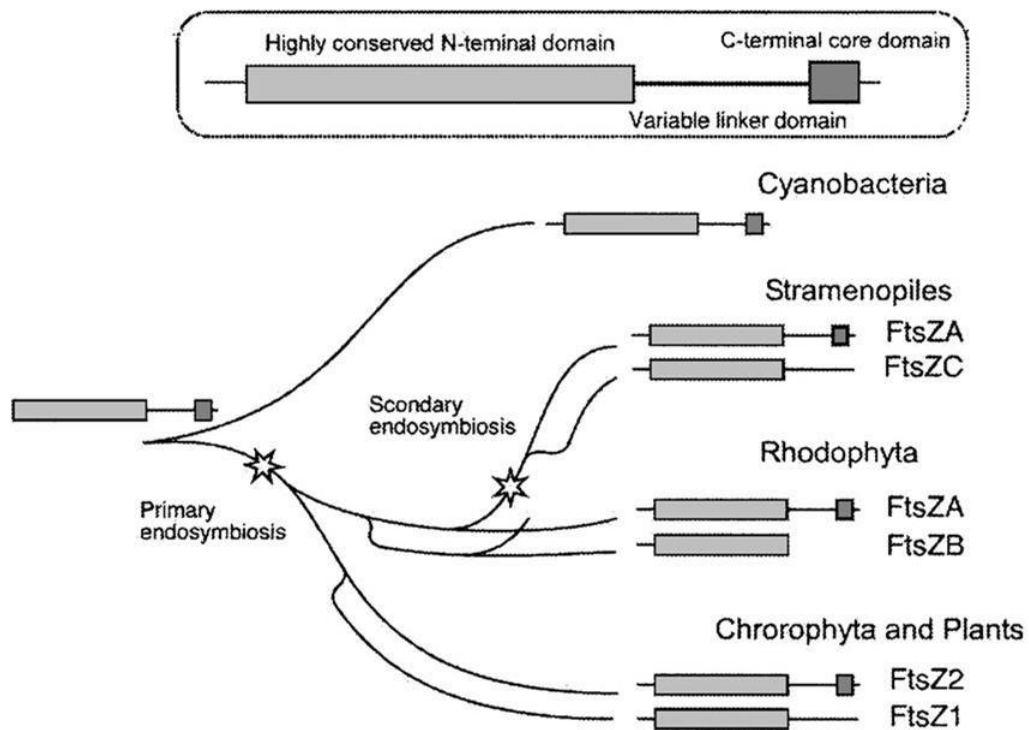 Highly conserved N-teminal domain
C-terminal core domain
Variable linker domain
Cyanobacteria
Stramenopiles
FtsZA
FtsZC
Scondary
endosymbiosis
Rhodophyta
FtsZA
FtsZB
Primary
endosymbiosis
Chrorophyta and Plants
FtsZ2
FtsZ1